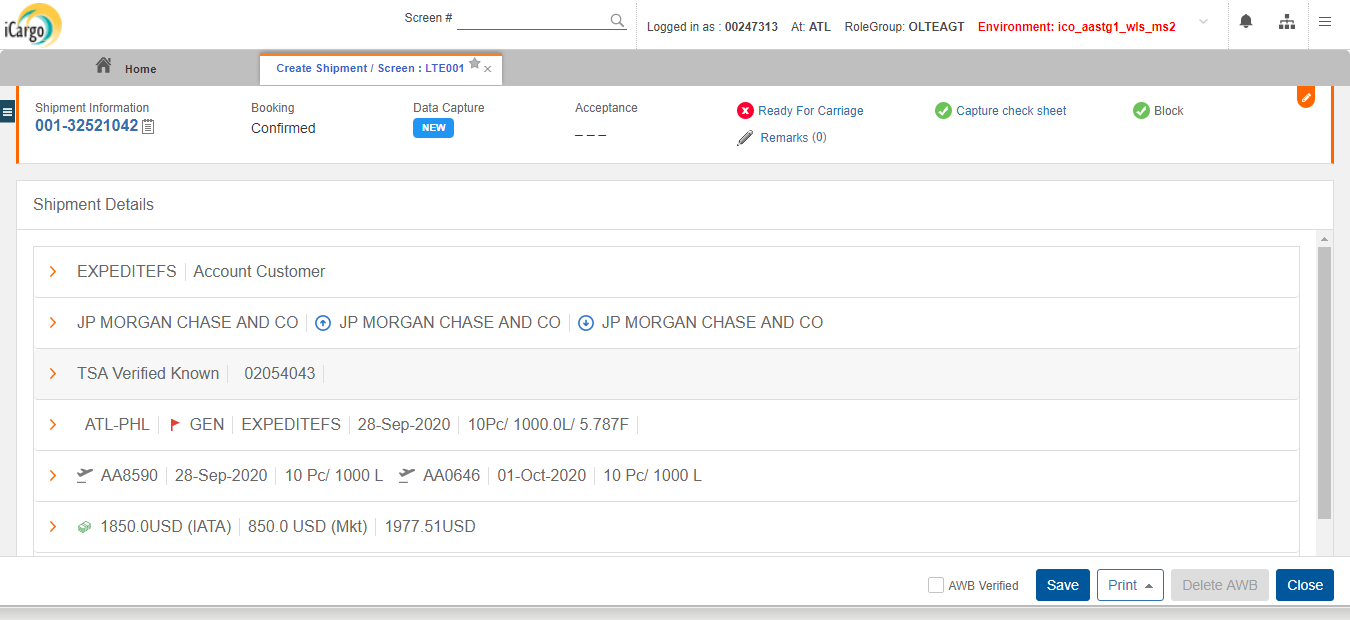 iCargo
Screen #
Logged in as : 00247313 At: ATL RoleGroup: OLTEAGT Environment: ico_aastg1_wls_ms2
Home
Create Shipment / Screen : LTE001
Shipment Information Booking Data Capture Acceptance Ready For Carriage Capture check sheet Block
001-32521042 Confirmed NEW _ _ _ Remarks (0)
Shipment Details
EXPEDITEFS Account Customer
JP MORGAN CHASE AND CO JP MORGAN CHASE AND CO JP MORGAN CHASE AND CO
TSA Verified Known 02054043
ATL-PHL GEN EXPEDITEFS 28-Sep-2020 10Pc/ 1000.0L/ 5.787F
AA8590 28-Sep-2020 10 Pc/ 1000 L AA0646 01-Oct-2020 10 Pc/ 1000 L
1850.0USD (IATA) 850.0 USD (Mkt) 1977.51USD
AWB Verified Save Print Delete AWB Close